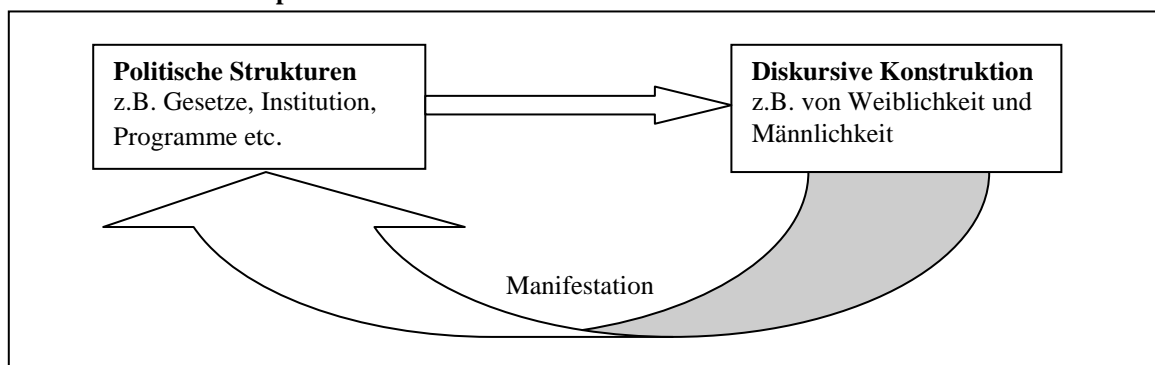 Politische Strukturen
z.B. Gesetze, Institution,
Programme etc.
Diskursive Konstruktion
z.B. von Weiblichkeit und
Männlichkeit
Manifestation